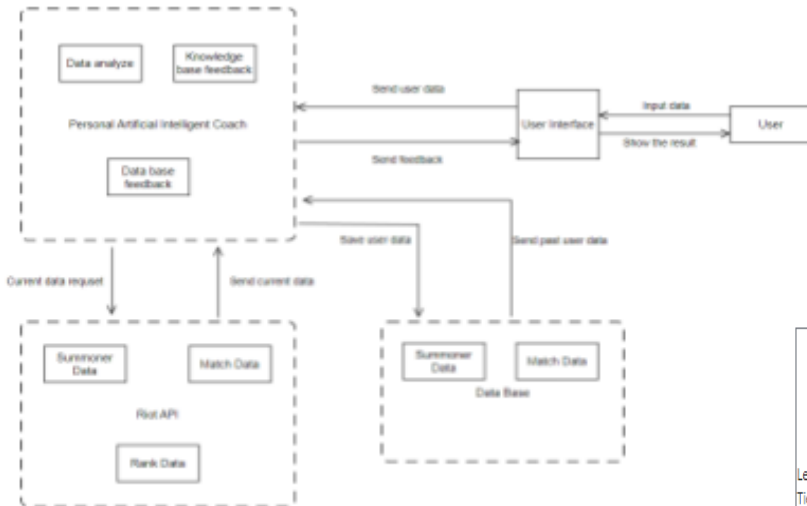 Data analyze
Knowledge
base feedback
Personal Artificial Intelligent Coach
Data base
feedback
Send user data
Send feedback
User Interface
Input data
Show the result
User
Save user data
Send past user data
Current data requset
Send current data
Summoner
Data
Match Data
Riot API
Rank Data
Summoner
Data
Match Data
Data Base